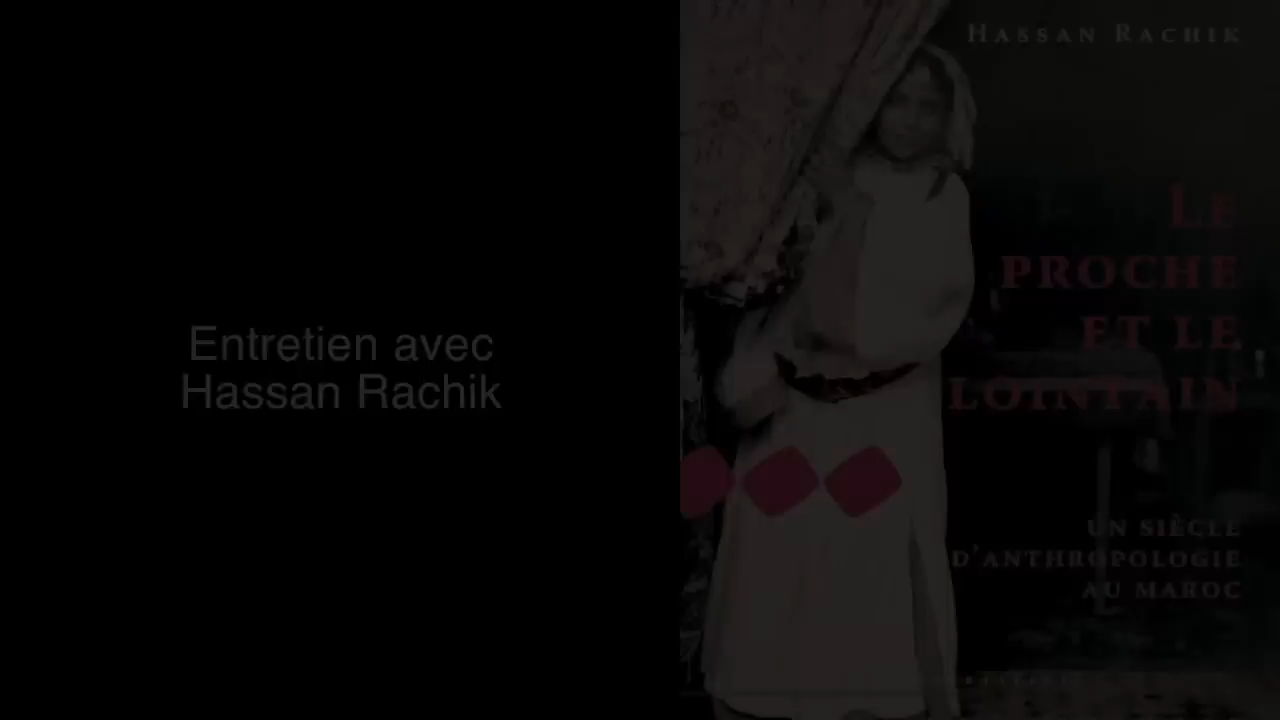 Entretien avec
Hassan Rachik
HASSAN RACHIK
LE
PROCHE
ET LE
LOINTAIN
UN SIÈCLE
D'ANTHROPOLOGIE
AU MAROC